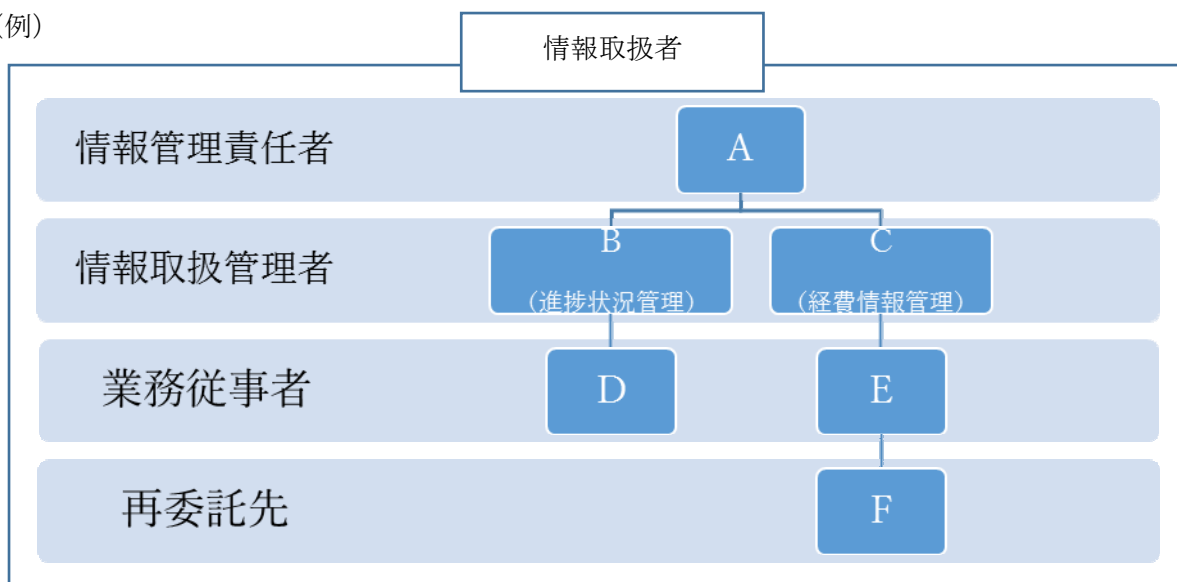 (例)
情報取扱者
情報管理責任者
A
情報取扱管理者
B
(進捗状況管理)
C
(経費情報管理)
業務従事者
D
E
再委託先
F